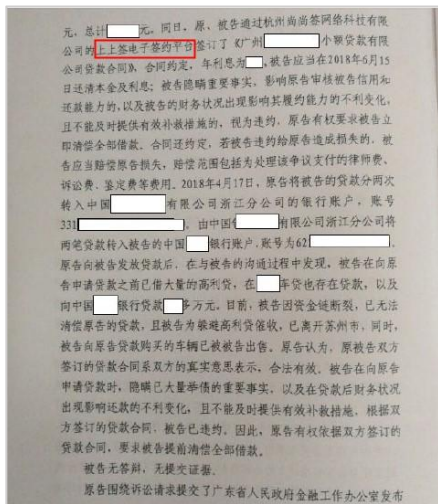 元，总计 元。同日，原、被告通过杭州尚尚签网络科技有限
公司的上上签电子签约平台签订了《广州 小额贷款有限
公司贷款合同》，合同约定，年利息为 ，被告应当在2018年6月15
日还清本金及利息；被告隐瞒重要事实，影响原告审核被告信用和
还款能力的，以及被告的财务状况出现影响其履约能力的不利变化，
且不能及时提供有效补救措施的，视为违约，原告有权要求被告立
即清偿全部借款。合同还约定，若被告违约给原告造成损失的，被
告应当赔偿原告损失，赔偿范围包括为处理该争议支付的律师费、
诉讼费、鉴定费等费用。2018年4月17日，原告将被告的贷款分两次
转入中国 有限公司浙江分公司的银行账户，账号
331 ，由中国 有限公司浙江分公司将
两笔贷款转入被告的中国 银行账户，账号为62 。
原告向被告发放贷款后，在与被告的沟通过程中发现，被告在向原
告申请贷款之前已借大量的高利贷，在 车贷也存在贷款，以及
向中国 银行贷款 多万元。目前，被告因资金链断裂，已无法
清偿原告的贷款，且被告为躲避高利贷催收，已离开苏州市，同时，
被告向原告贷款购买的车辆已被被告出售。原告认为，原被告双方
签订的贷款合同系双方的真实意思表示，合法有效，被告在向原告
申请贷款时，隐瞒已大量举债的重要事实，以及在贷款后财务状况
出现影响还款的不利变化，且不能及时提供有效补救措施，根据双
方签订的贷款合同，被告已违约，因此，原告有权依据双方签订的
贷款合同，要求被告提前清偿全部借款。
被告无答辩，无提交证据。
原告围绕诉讼请求提交了广东省人民政府金融工作办公室发布